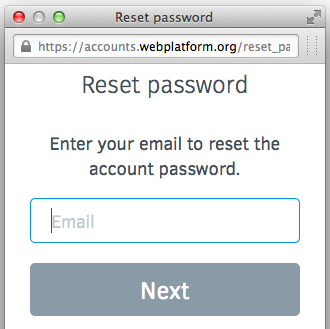 Reset password
https://accounts.webplatform.org/reset_pa
Reset password
Enter your email to reset the
account password.
Email
Next